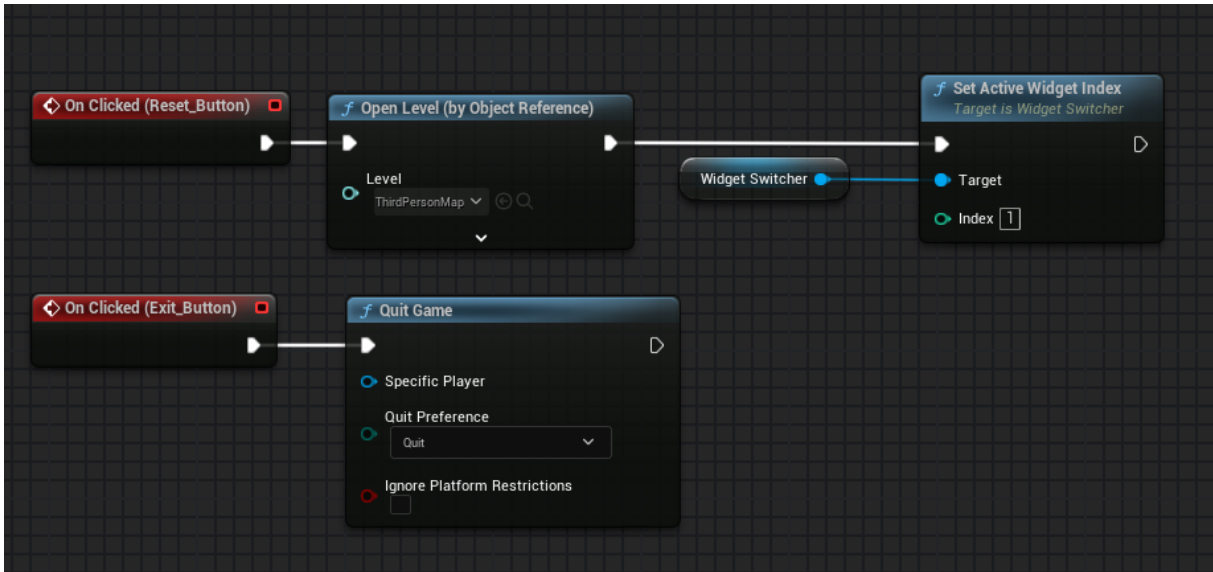 On Clicked (Reset_Button)
f Open Level (by Object Reference)
Level
ThirdPersonMap
Widget Switcher
f Set Active Widget Index
Target is Widget Switcher
Target
Index 1
On Clicked (Exit_Button)
f Quit Game
Specific Player
Quit Preference
Quit
Ignore Platform Restrictions